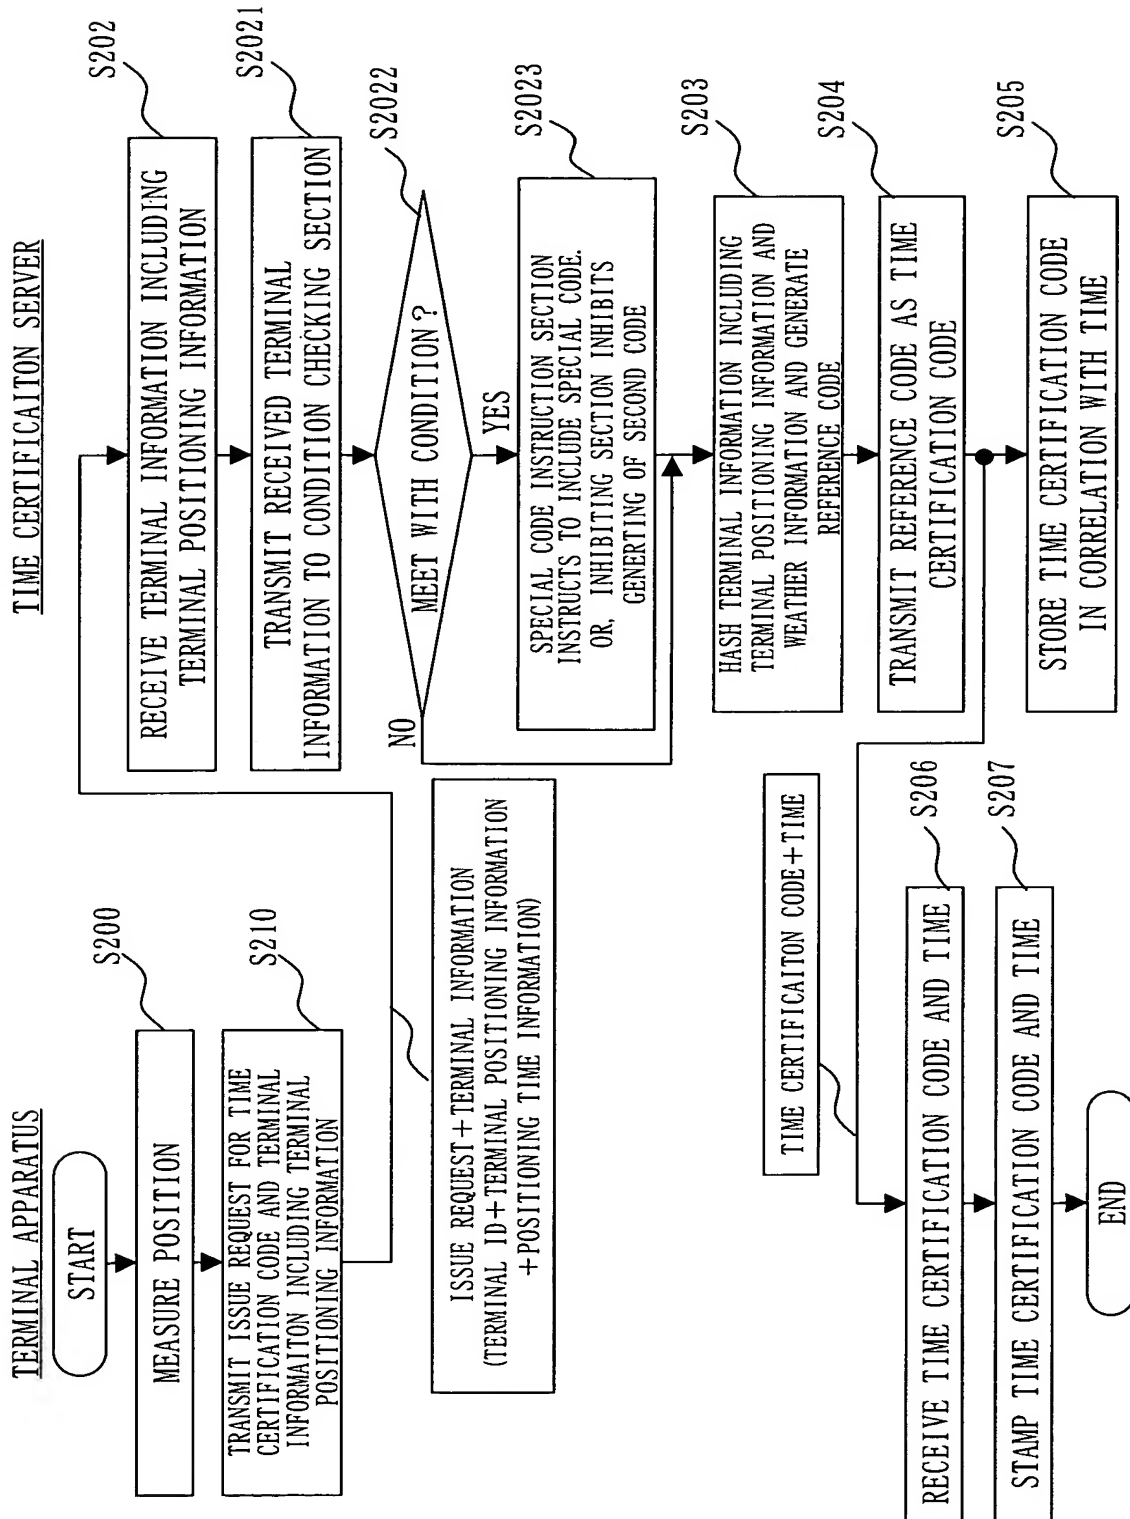 TERMINAL APPARATUS
START
MEASURE POSITION
S200
TRANSMIT ISSUE REQUEST FOR TIME
CERTIFICATION CODE AND TERMINAL
INFORMAITON INCLUDING TERMINAL
POSITIONING INFORMATION
S210
ISSUE REQUEST+TERMINAL INFORMATION
(TERMINAL ID+TERMINAL POSITIONING INFORMATION
+POSITIONING TIME INFORMATION)
TIME CERTIFICAITON SERVER
RECEIVE TERMINAL INFORMATION INCLUDING
TERMINAL POSITIONING INFORMATION
S202
TRANSMIT RECEIVED TERMINAL
INFORMATION TO CONDITION CHECKING SECTION
S2021
MEET WITH CONDITION?
S2022
NO
YES
SPECIAL CODE INSTRUCTION SECTION
INSTRUCTS TO INCLUDE SPECIAL CODE.
OR, INHIBITING SECTION INHIBITS
GENERTING OF SECOND CODE
S2023
HASH TERMINAL INFORMATION INCLUDING
TERMINAL POSITIONING INFORMATION AND
WEATHER INFORMATION AND GENERATE
REFERENCE CODE
S203
TRANSMIT REFERENCE CODE AS TIME
CERTIFICATION CODE
S204
STORE TIME CERTIFICATION CODE
IN CORRELATION WITH TIME
S205
TIME CERTIFICAITON CODE+TIME
RECEIVE TIME CERTIFICATION CODE AND TIME
S206
STAMP TIME CERTIFICATION CODE AND TIME
S207
END